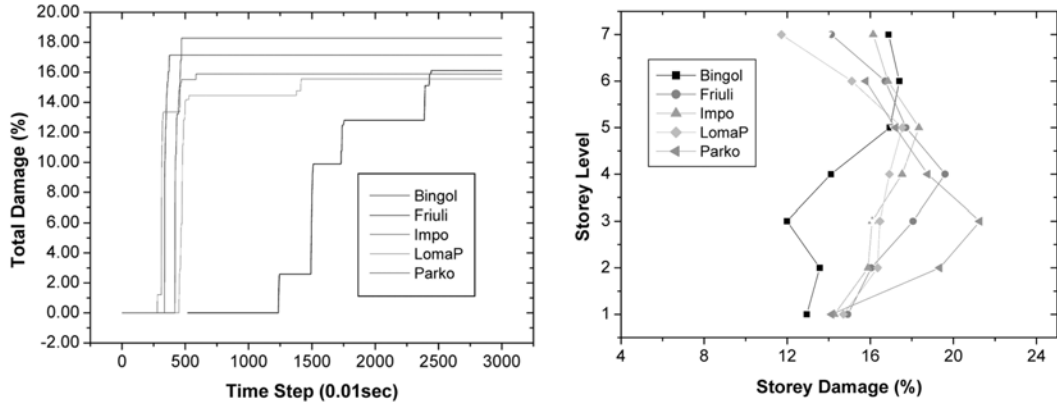 Total Damage (%)
18.00
16.00
14.00
12.00
10.00
8.00
6.00
4.00
2.00
0.00
-2.00
Bingol
Friuli
Impo
LomaP
Parko
0
500
1000
1500
2000
2500
3000
Time Step (0.01sec)
Storey Level
7
6
5
4
3
2
1
Bingol
Friuli
Impo
LomaP
Parko
4
8
12
16
20
24
Storey Damage (%)